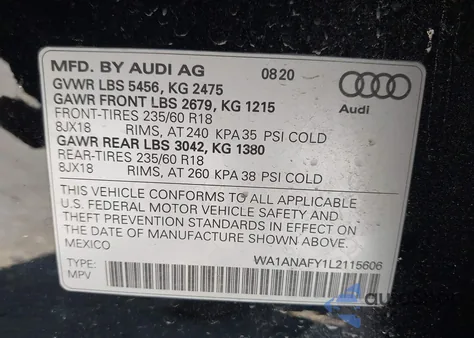 MFD. BY AUDI AG 0820
GVWR LBS 5456, KG 2475
GAWR FRONT LBS 2679, KG 1215
FRONT-TIRES 235/60 R18
8JX18 RIMS, AT 240 KPA 35 PSI COLD
GAWR REAR LBS 3042, KG 1380
REAR-TIRES 235/60 R18
8JX18 RIMS, AT 260 KPA 38 PSI COLD
THIS VEHICLE CONFORMS TO ALL APPLICABLE
U.S. FEDERAL MOTOR VEHICLE SAFETY AND
THEFT PREVENTION STANDARDS IN EFFECT ON
THE DATE OF MANUFACTURE SHOWN ABOVE.
MEXICO
TYPE: WA1ANAFY1L2115606
MPV